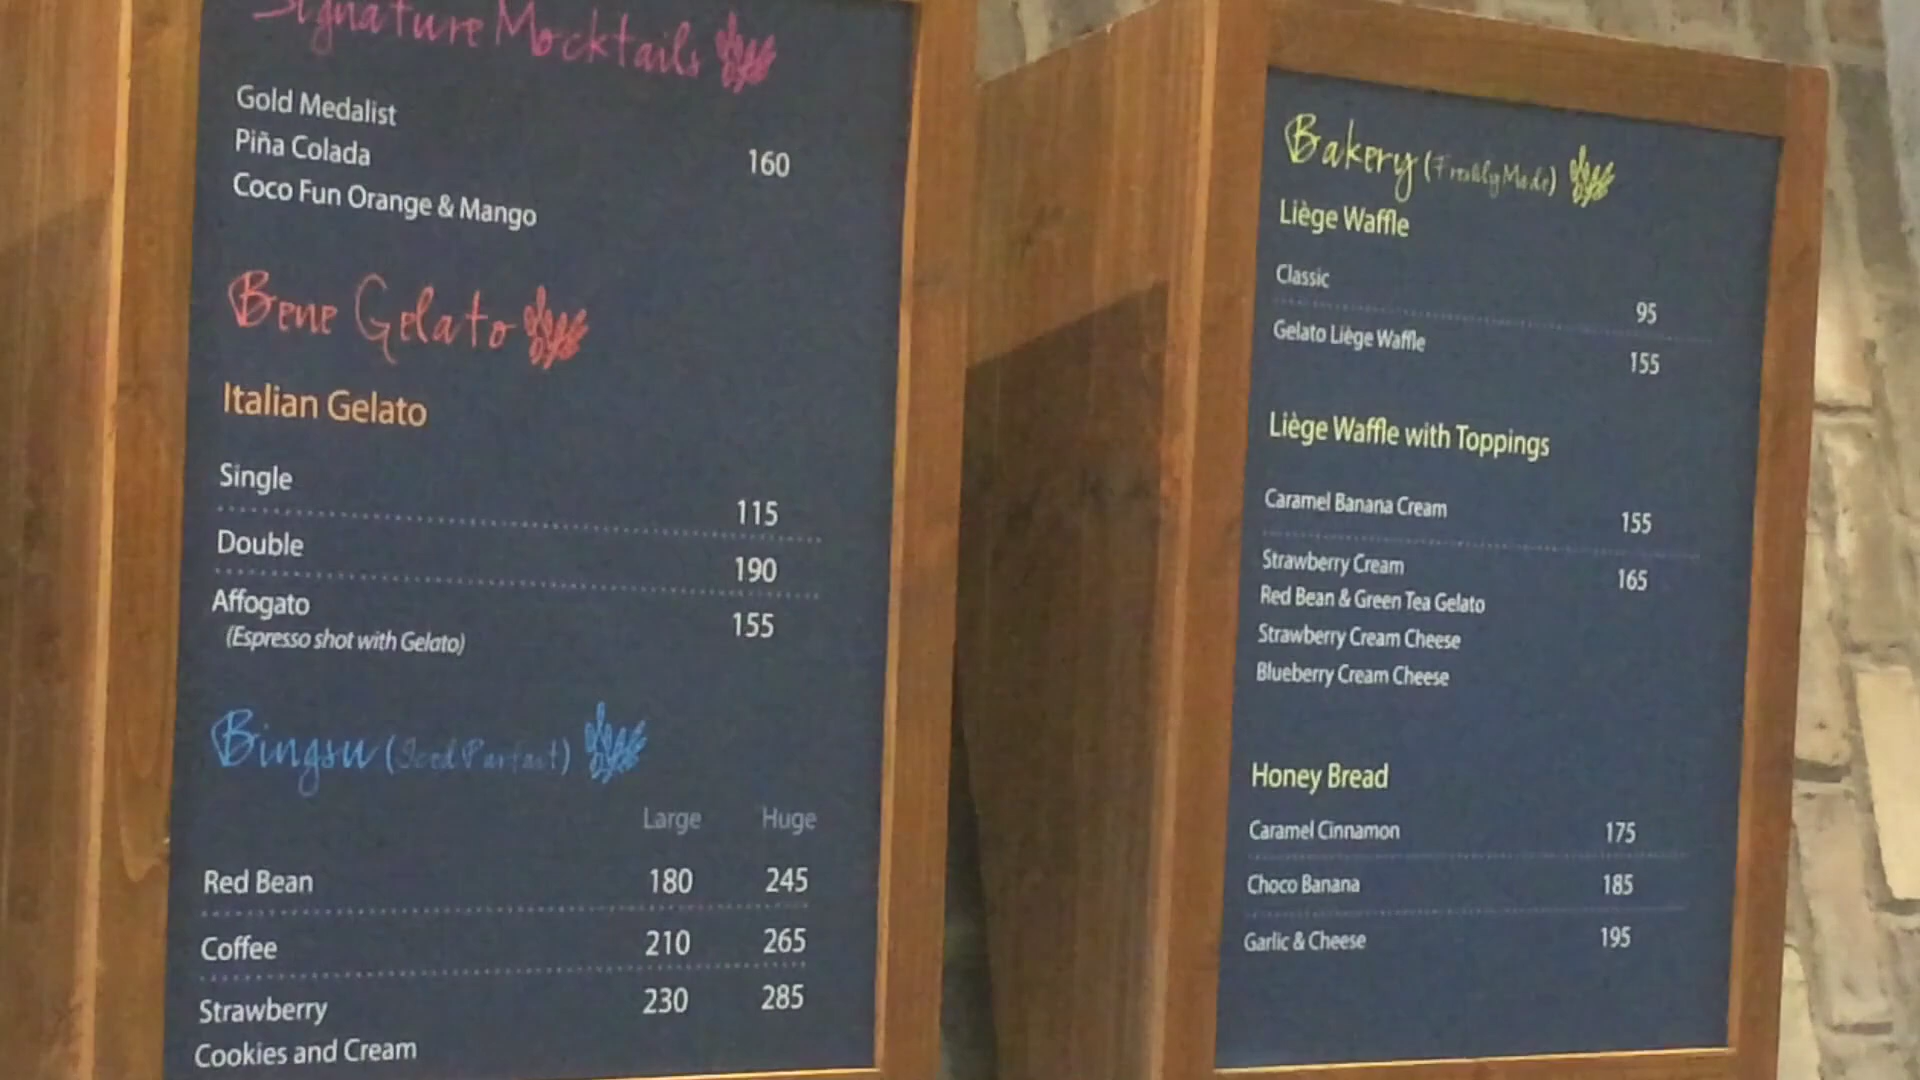 Signature Mocktails
Gold Medalist
Piña Colada 160
Coco Fun Orange & Mango
Bene Gelato
Italian Gelato
Single 115
Double 190
Affogato 155
(Espresso shot with Gelato)
Bingsu (Iced Parfait)
Large Huge
Red Bean 180 245
Coffee 210 265
Strawberry 230 285
Cookies and Cream
Bakery (Freshly Made)
Liège Waffle
Classic 95
Gelato Liège Waffle 155
Liège Waffle with Toppings
Caramel Banana Cream 155
Strawberry Cream 165
Red Bean & Green Tea Gelato
Strawberry Cream Cheese
Blueberry Cream Cheese
Honey Bread
Caramel Cinnamon 175
Choco Banana 185
Garlic & Cheese 195